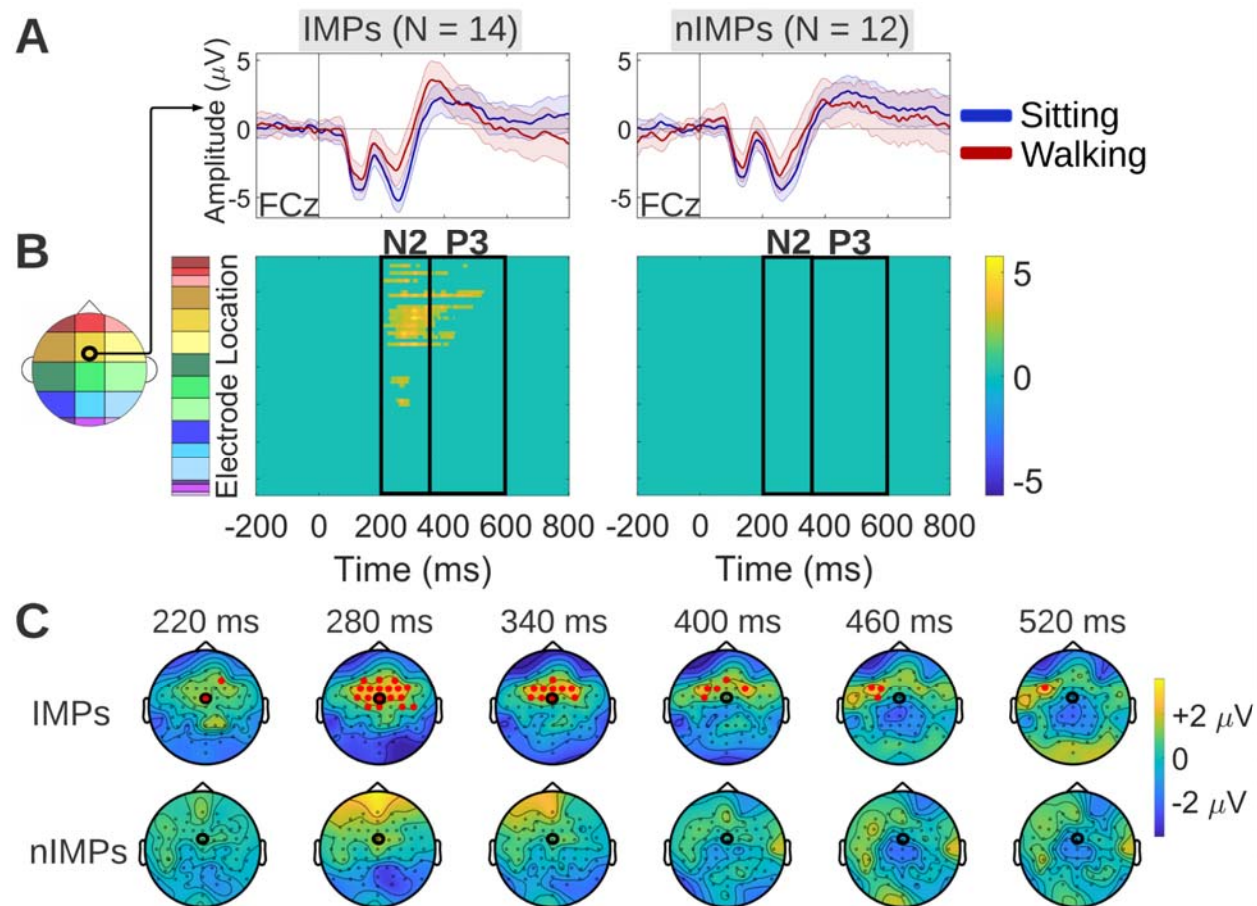 A
IMPs (N = 14)
nIMPs (N = 12)
Amplitude (μV)
5
0
-5
FCz
5
0
-5
FCz
Sitting
Walking
B
N2 P3
N2 P3
Electrode Location
5
0
-5
-200 0 200 400 600 800
-200 0 200 400 600 800
Time (ms)
Time (ms)
C
220 ms 280 ms 340 ms 400 ms 460 ms 520 ms
IMPs
nIMPs
+2 μV
0
-2 μV